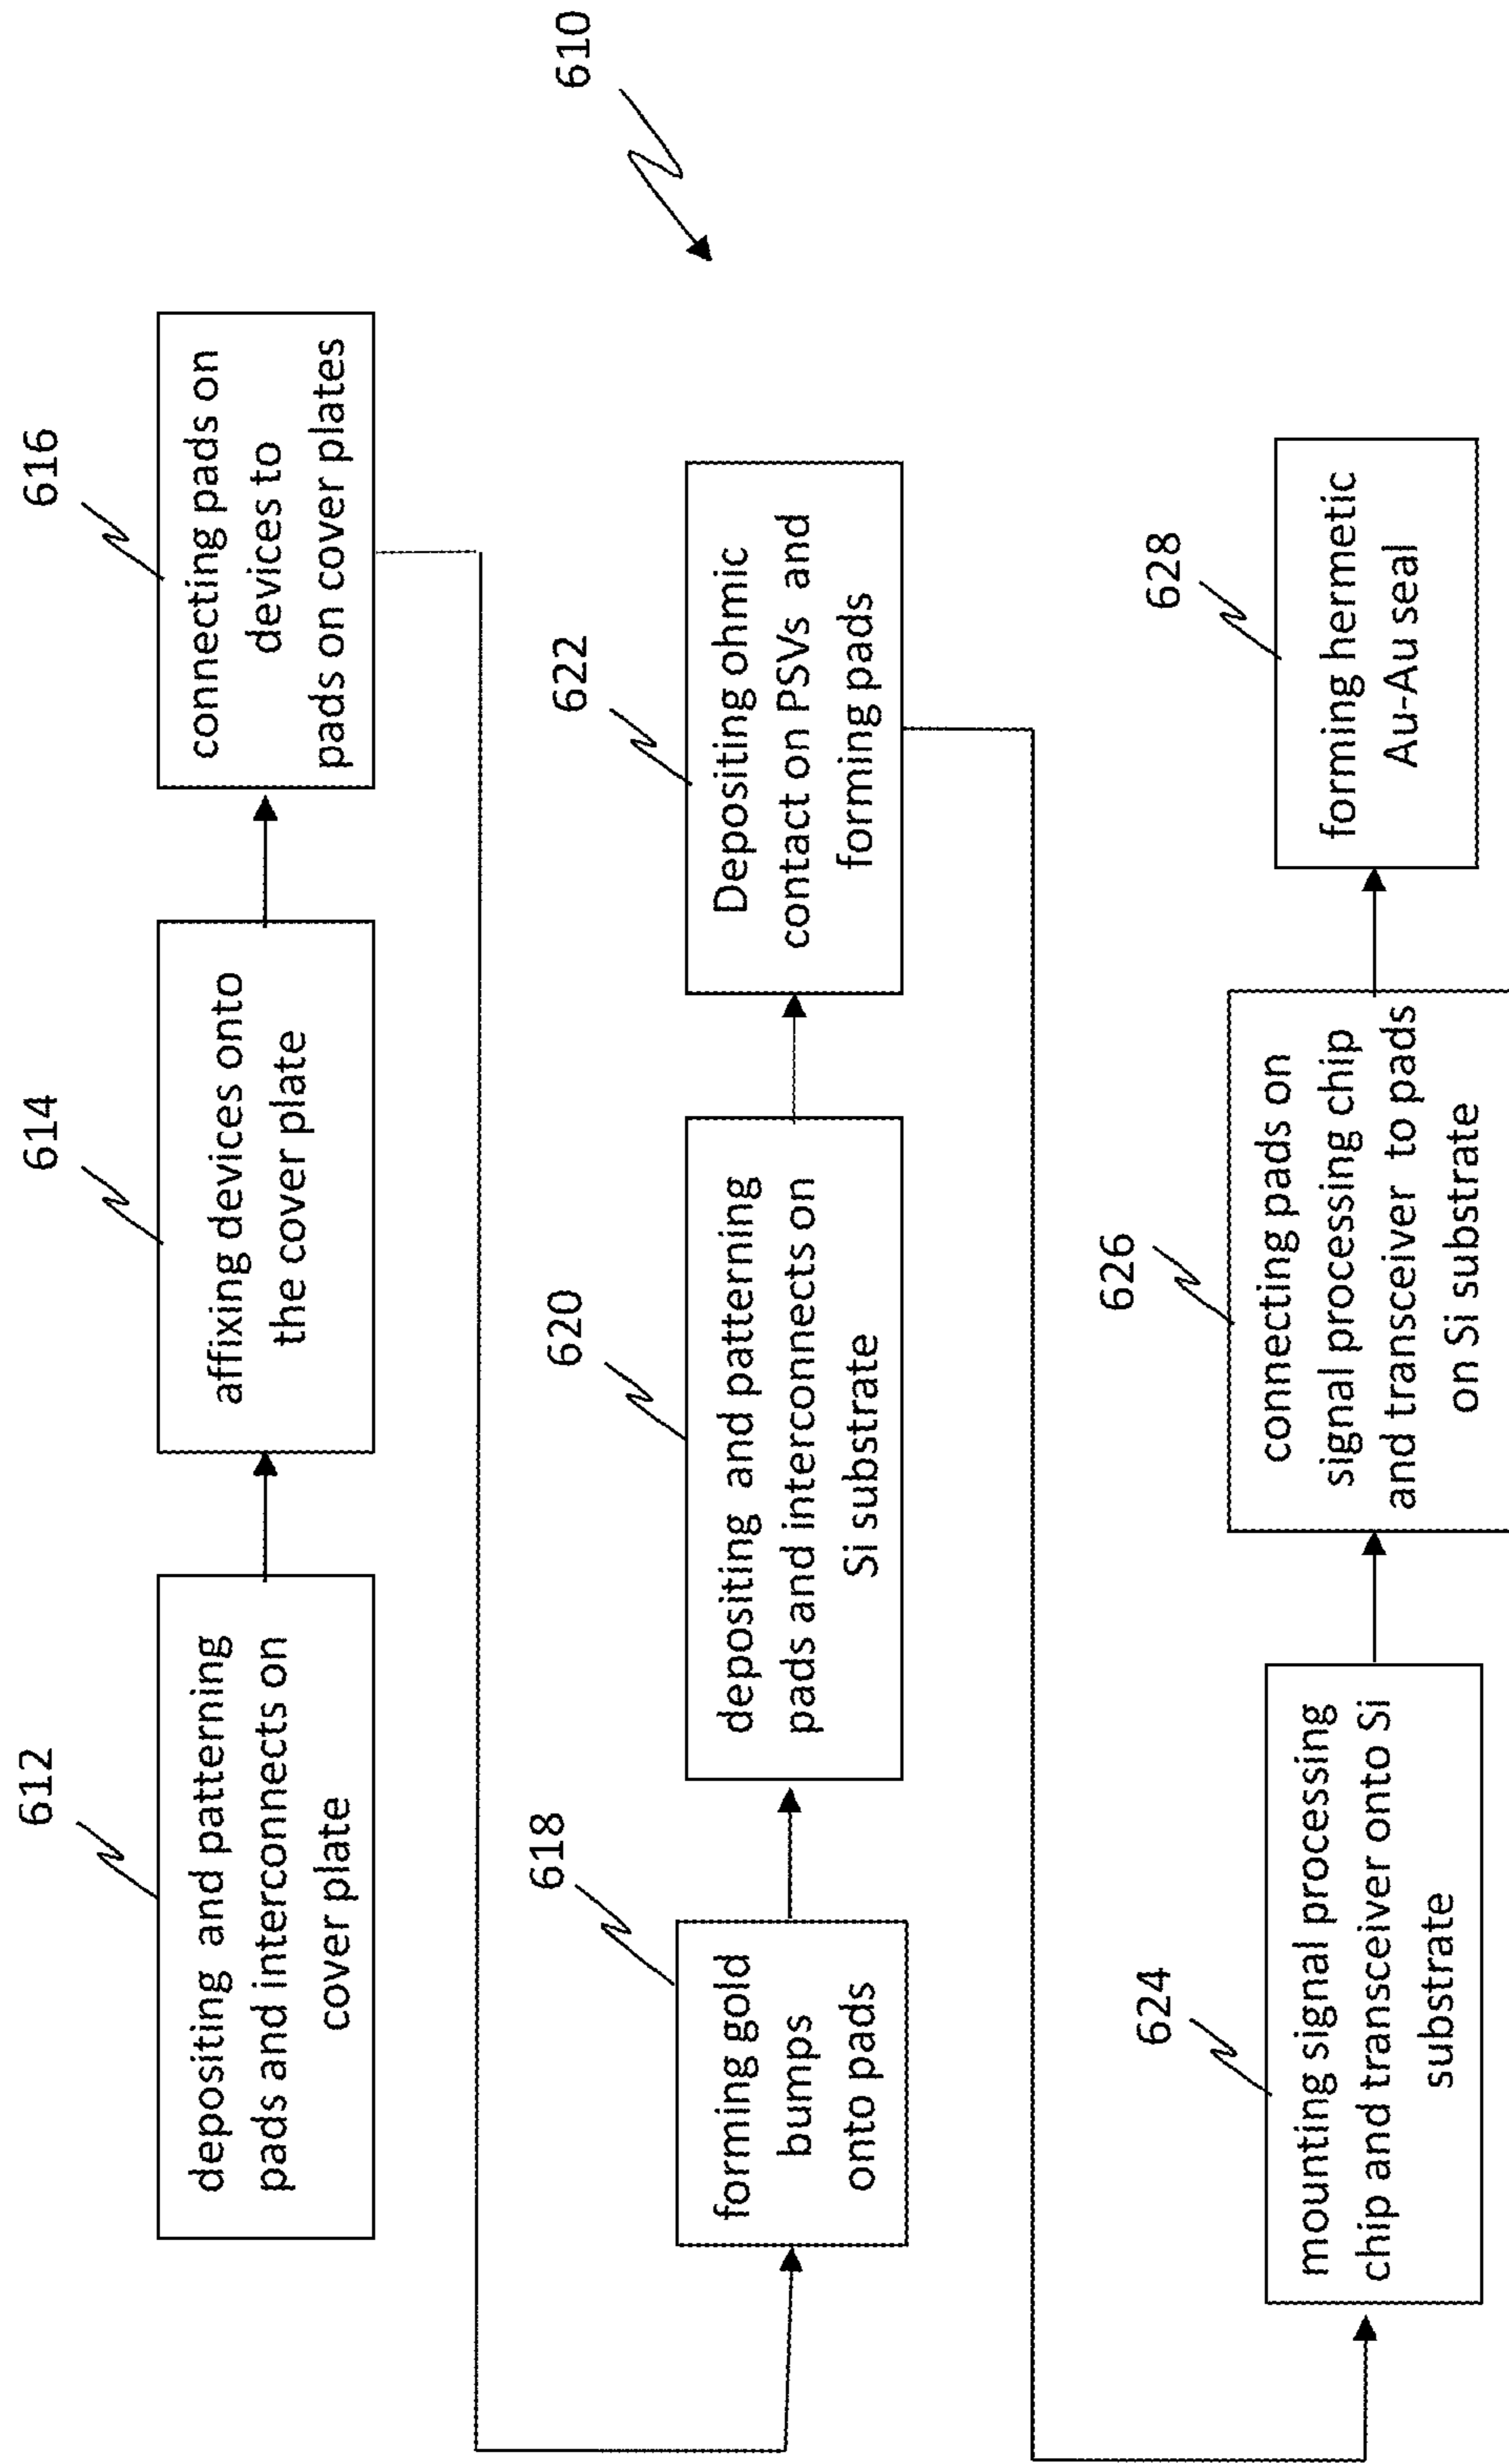 612
depositing and patterning
pads and interconnects on
cover plate
614
affixing devices onto
the cover plate
616
connecting pads on
devices to
pads on cover plates
610
618
forming gold
bumps
onto pads
620
depositing and patterning
pads and interconnects on
Si substrate
622
Depositing ohmic
contact on PSVs and
forming pads
624
mounting signal processing
chip and transceiver onto Si
substrate
626
connecting pads on
signal processing chip
and transceiver to pads
on Si substrate
628
forming hermetic
Au-Au seal